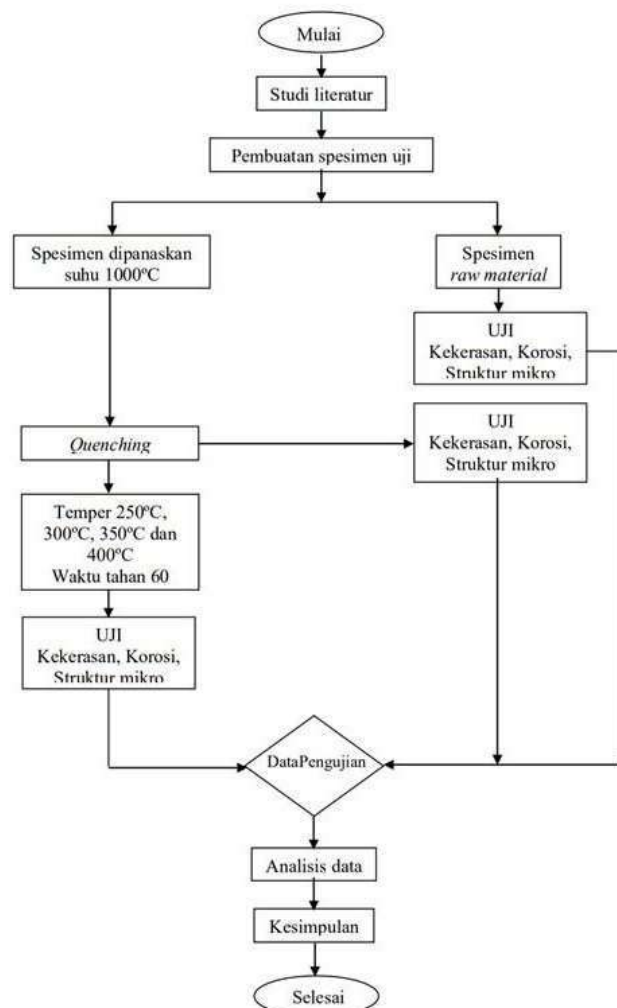 Mulai
Studi literatur
Pembuatan spesimen uji
Spesimen dipanaskan
suhu 1000ºC
Spesimen
raw material
UJI
Kekerasan, Korosi,
Struktur mikro
Quenching
UJI
Kekerasan, Korosi,
Struktur mikro
Temper 250ºC,
300ºC, 350ºC dan
400ºC
Waktu tahan 60
UJI
Kekerasan, Korosi,
Struktur mikro
DataPengujian
Analisis data
Kesimpulan
Selesai